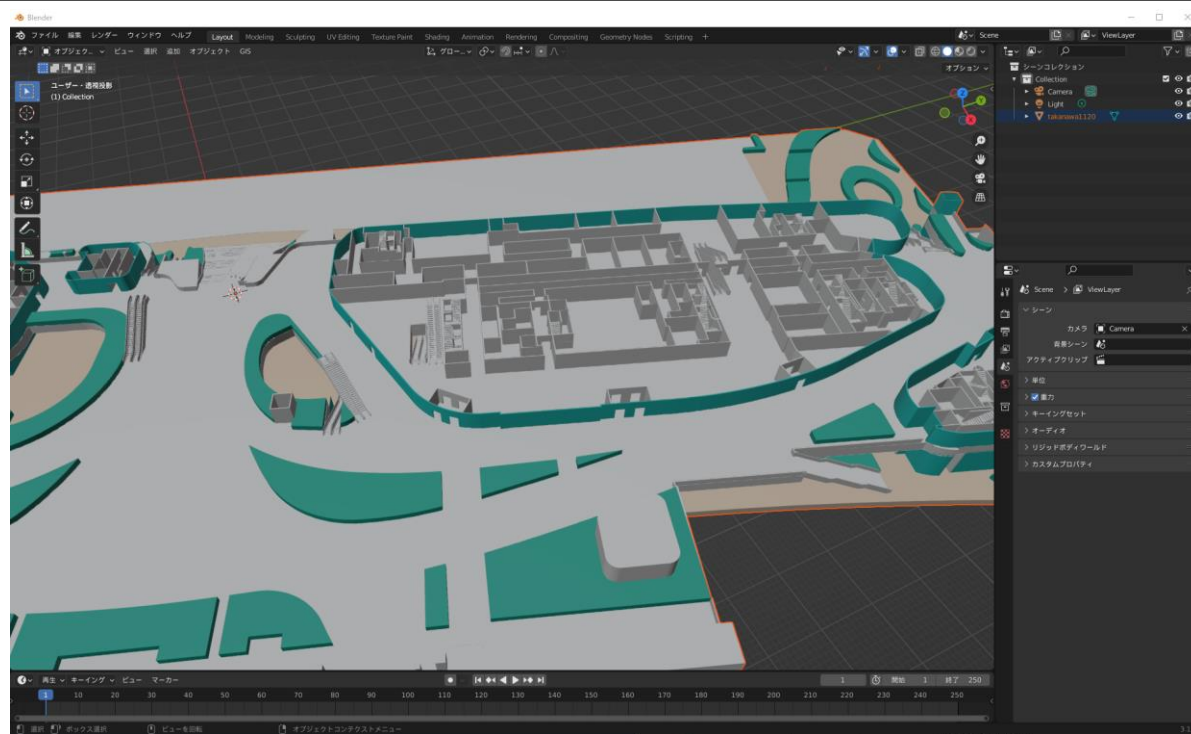 Blender
ファイル 編集 レンダー ウィンドウ ヘルプ Layout Modeling Sculpting UV Editing Texture Paint Shading Animation Rendering Compositing Geometry Nodes Scripting + Scene ViewLayer
オブジェク... ビュー 選択 追加 オブジェクト GIS グロー...
オプション
ユーザー・透視投影
(1) Collection
シーンコレクション
Collection
Camera
Light
takanawa1120
Scene > ViewLayer
シーン
カメラ Camera
背景シーン
アクティブクリップ
単位
重力
キーイングセット
オーディオ
リジッドボディワールド
カスタムプロパティ
再生 キーイング ビュー マーカー 1 開始 1 終了 250
1 10 20 30 40 50 60 70 80 90 100 110 120 130 140 150 160 170 180 190 200 210 220 230 240 250
選択 ボックス選択 ビューを回転 オブジェクトコンテクストメニュー